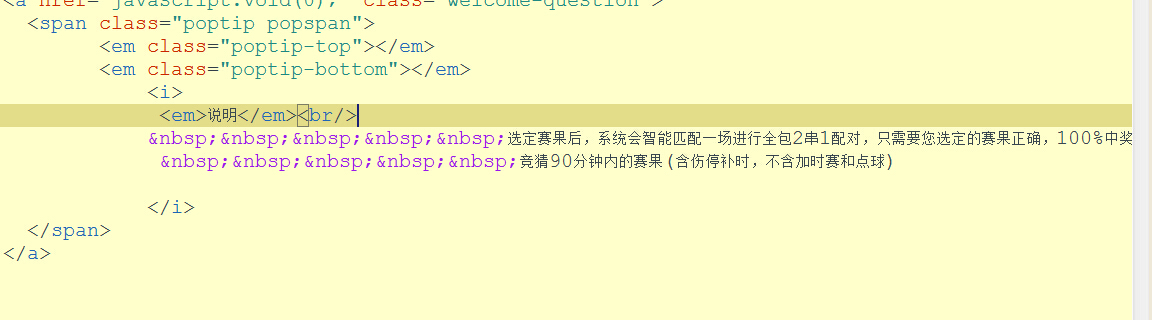 <a href="javascript:void(0);" class="welcome-question">
<span class="poptip popspan">
<em class="poptip-top"></em>
<em class="poptip-bottom"></em>
<i>
<em>说明</em><br/>
&nbsp;&nbsp;&nbsp;&nbsp;&nbsp;选定赛果后，系统会智能匹配一场进行全包2串1配对，只需要您选定的赛果正确，100%中奖
&nbsp;&nbsp;&nbsp;&nbsp;&nbsp;竞猜90分钟内的赛果(含伤停补时，不含加时赛和点球)
</i>
</span>
</a>